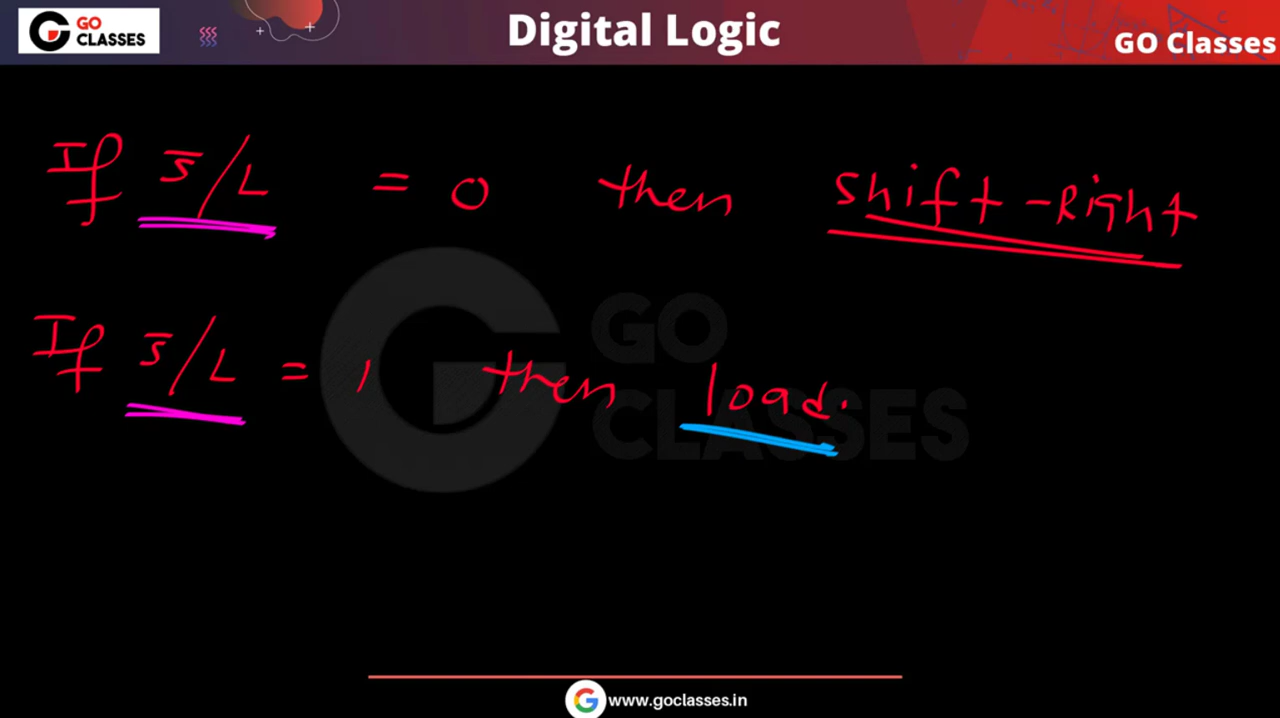 GO
CLASSES
Digital Logic
GO Classes
If S̅/L = 0 then Shift-Right
If S̅/L = 1 then load.
GO
CLASSES
www.goclasses.in